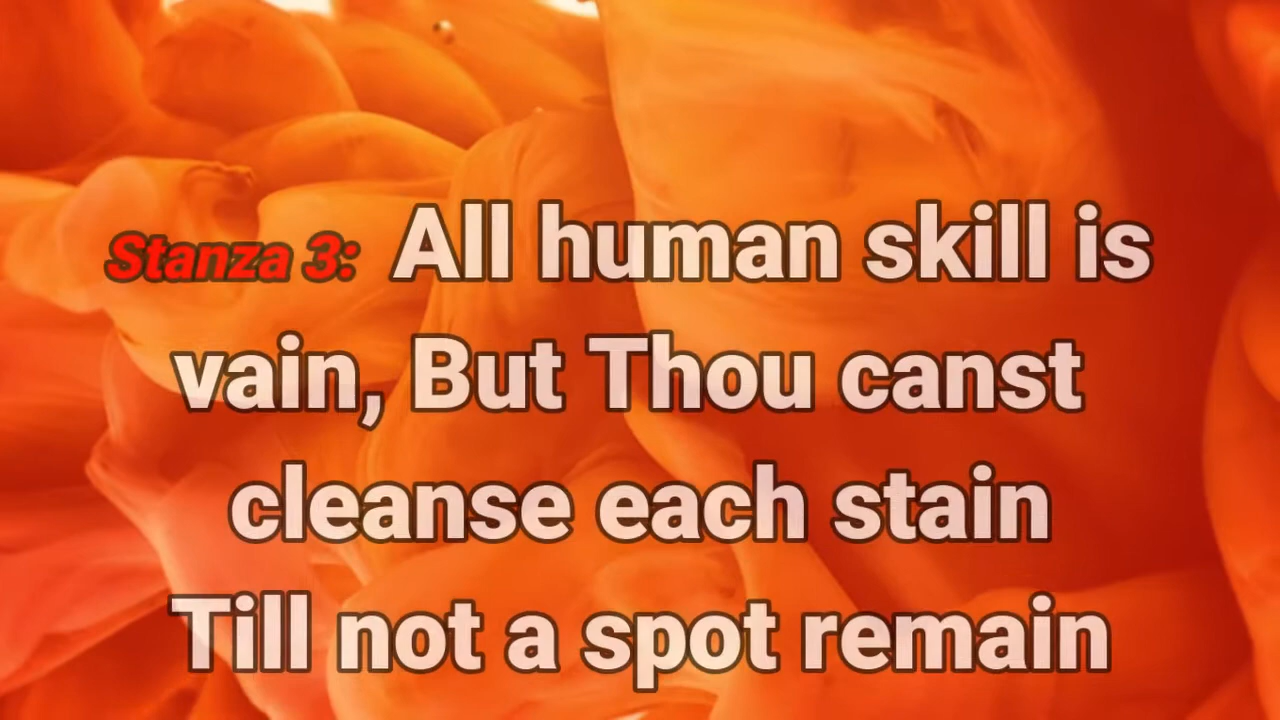 Stanza 3: All human skill is
vain, But Thou canst
cleanse each stain
Till not a spot remain